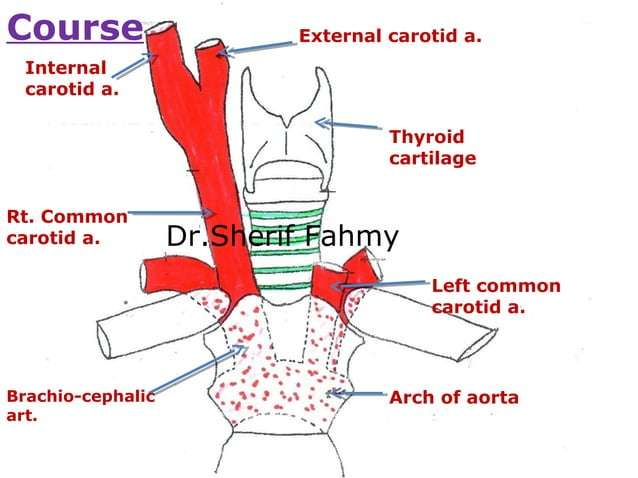 Course
External carotid a.
Internal
carotid a.
Thyroid
cartilage
Rt. Common
carotid a.
Dr.Sherif Fahmy
Left common
carotid a.
Brachio-cephalic
art.
Arch of aorta